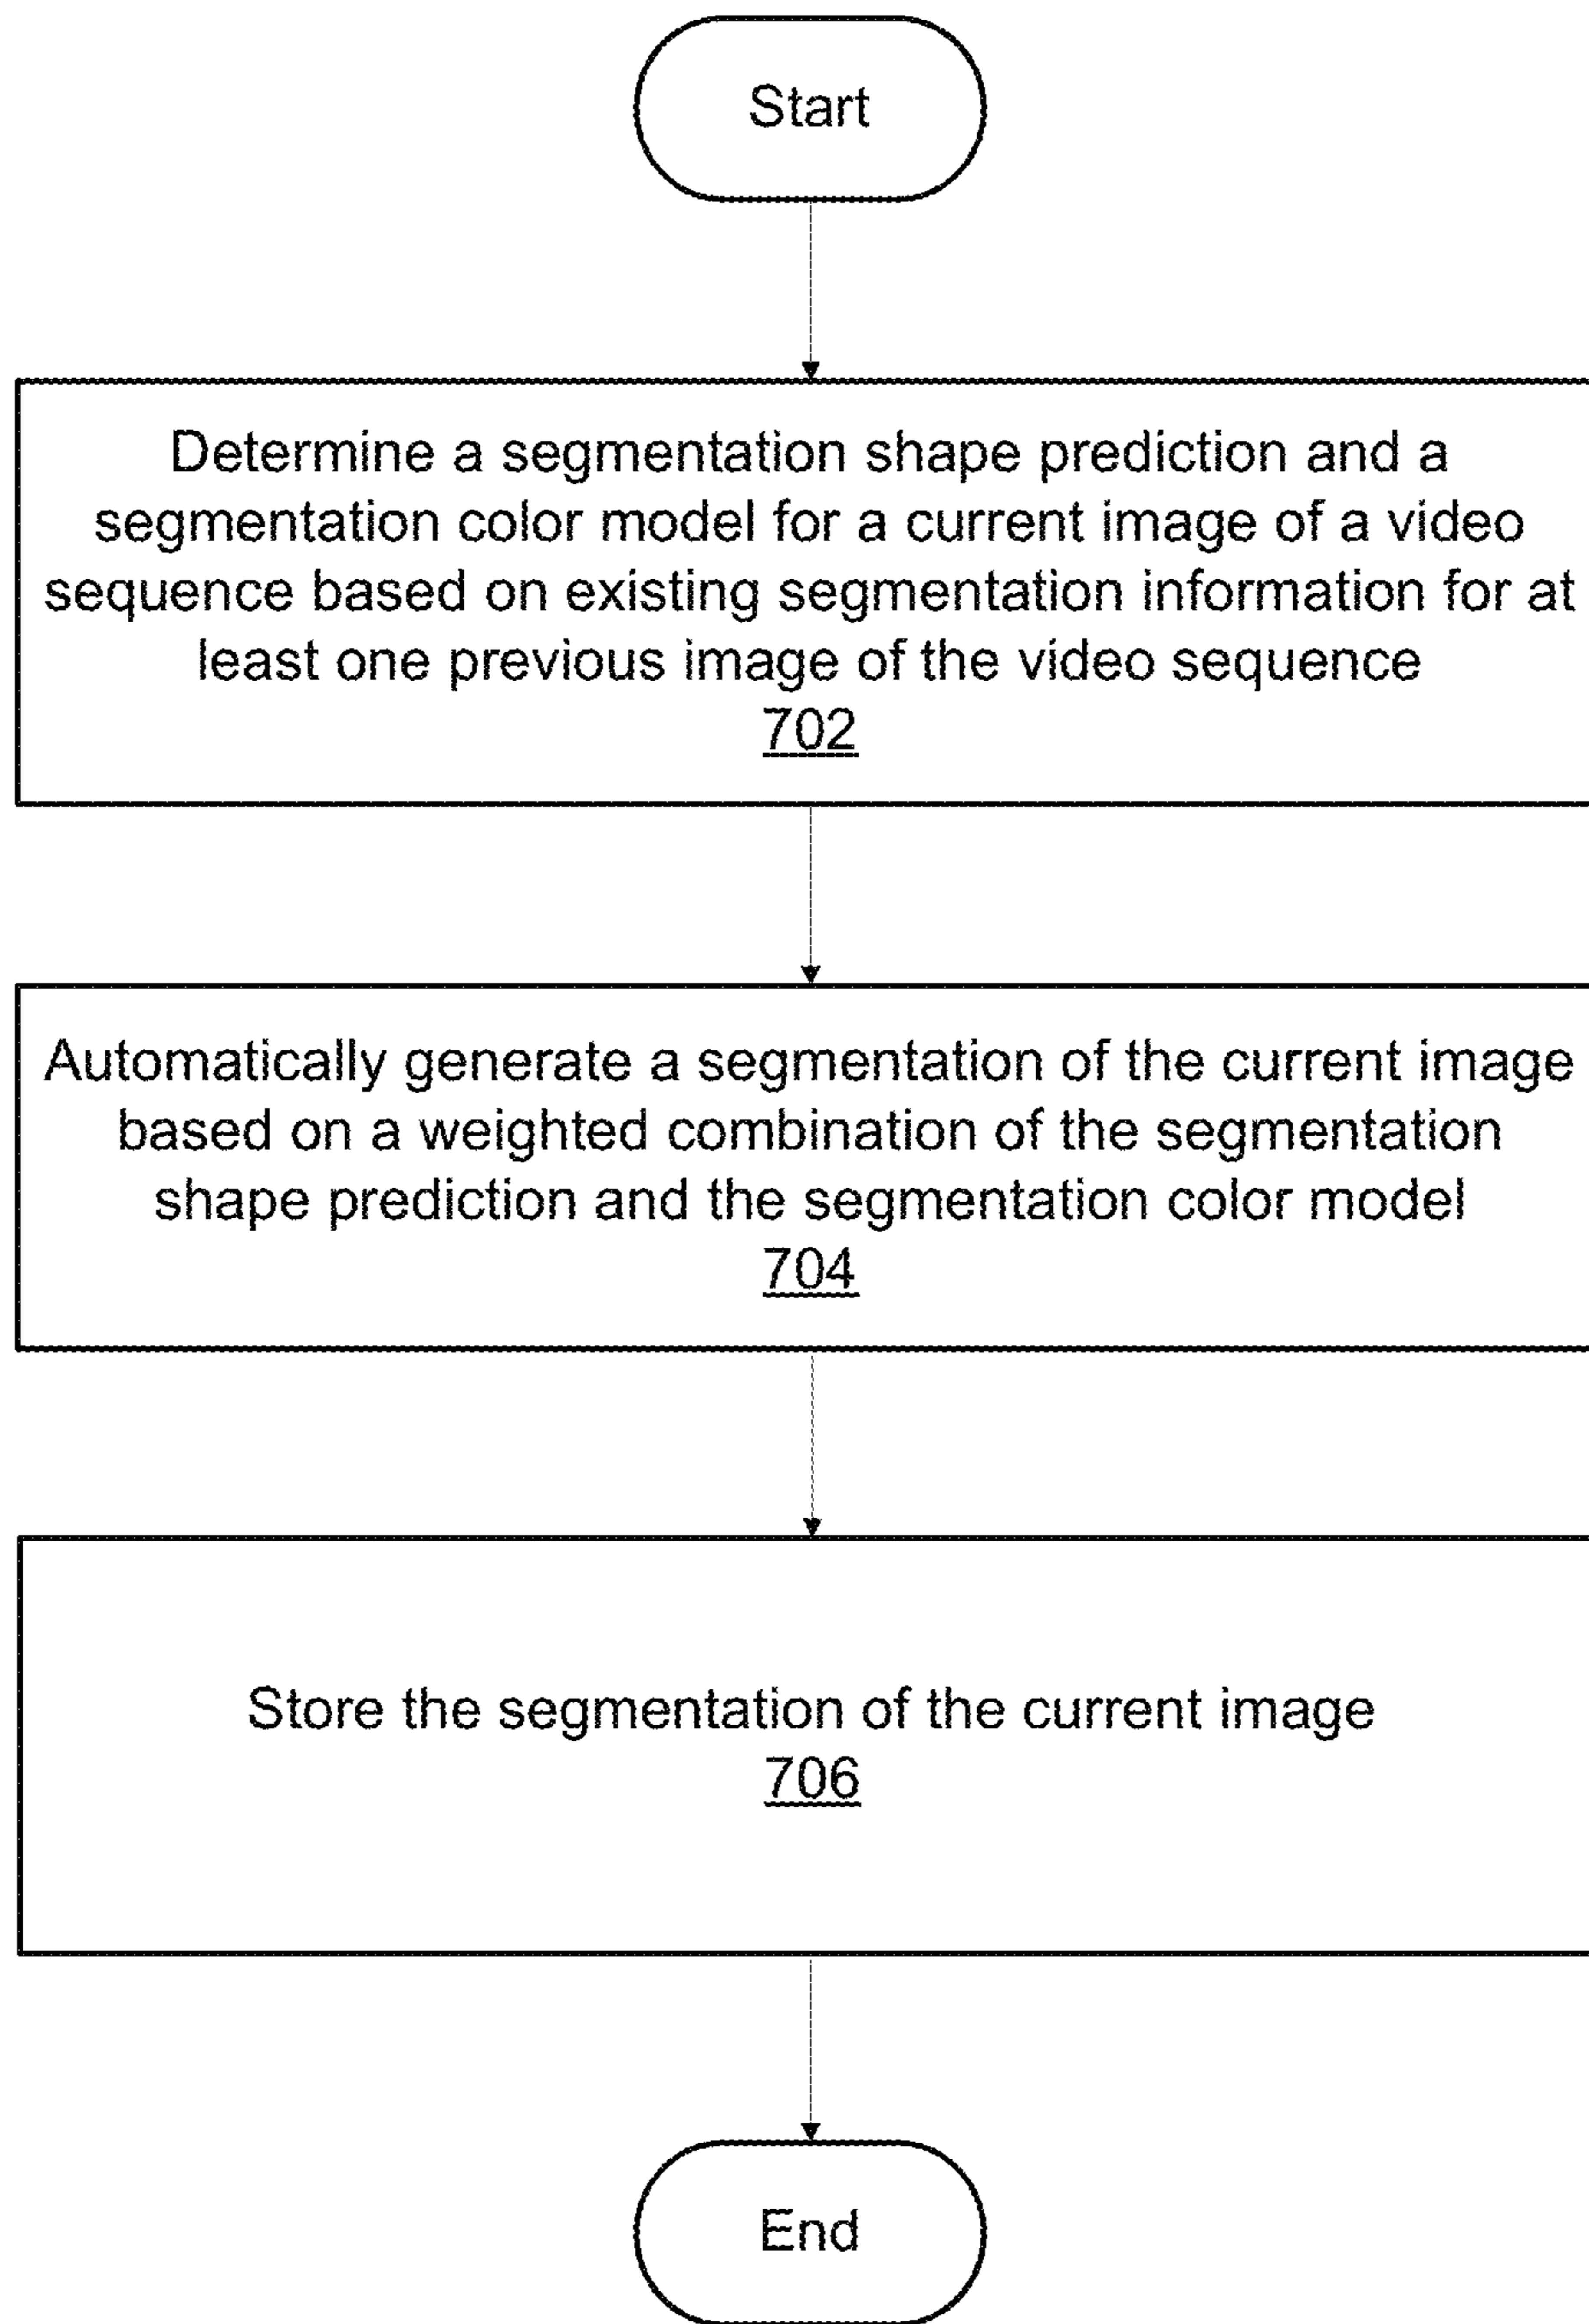 Start
Determine a segmentation shape prediction and a
segmentation color model for a current image of a video
sequence based on existing segmentation information for at
least one previous image of the video sequence
702
Automatically generate a segmentation of the current image
based on a weighted combination of the segmentation
shape prediction and the segmentation color model
704
Store the segmentation of the current image
706
End